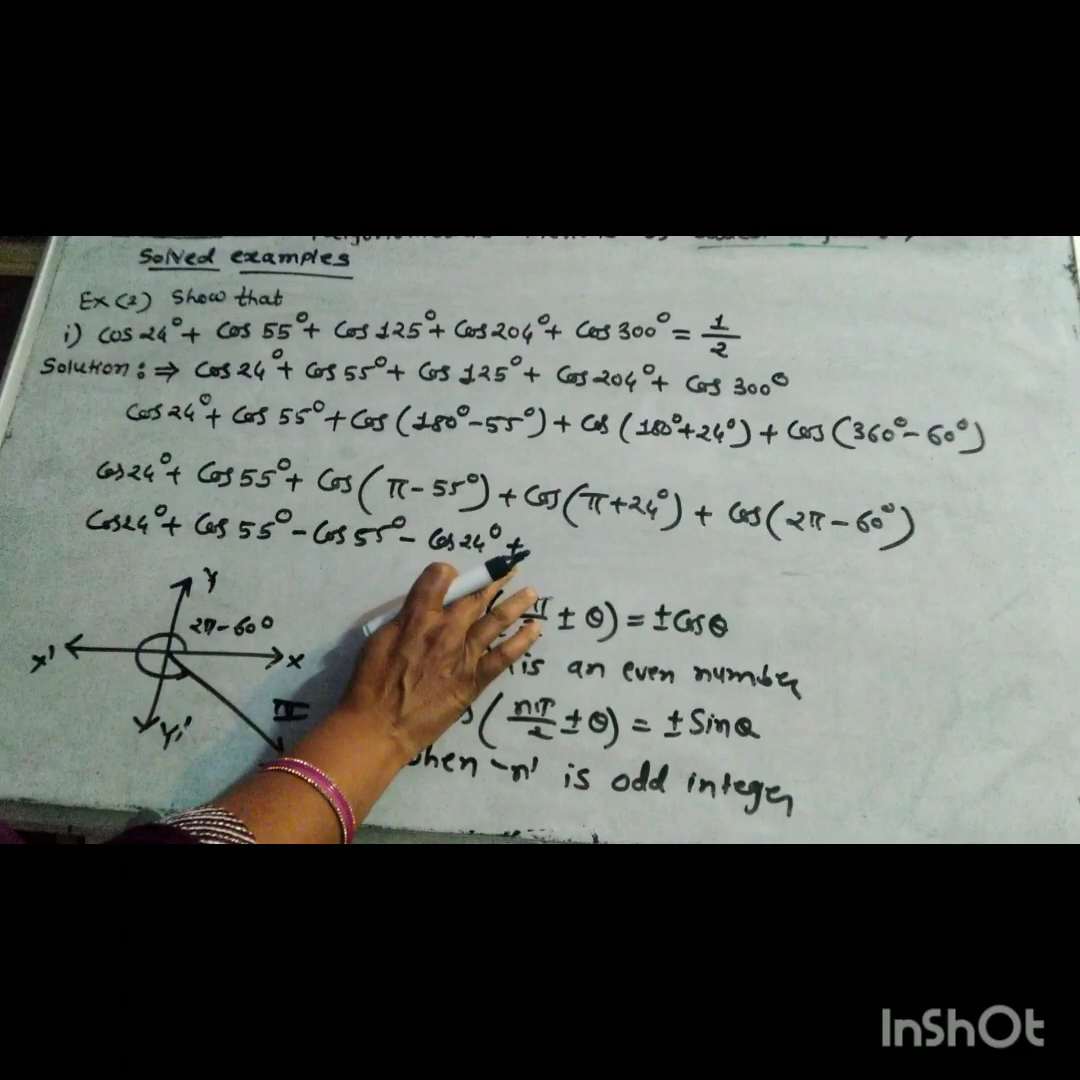 Solved examples
Ex (2) Show that
i) Cos 24° + Cos 55° + Cos 125° + Cos 204° + Cos 300° = 1/2
Solution : ⇒ Cos 24° + Cos 55° + Cos 125° + Cos 204° + Cos 300°
Cos 24° + Cos 55° + Cos (180° - 55°) + Cos (180° + 24°) + Cos (360° - 60°)
Cos 24° + Cos 55° + Cos (π - 55°) + Cos (π + 24°) + Cos (2π - 60°)
Cos 24° + Cos 55° - Cos 55° - Cos 24° +
Y
2π - 60°
X'
X
Y'
π/2 ± θ) = ± Cos θ
is an even number
(nπ/2 ± θ) = ± Sin θ
when 'n' is odd integer
InShOt